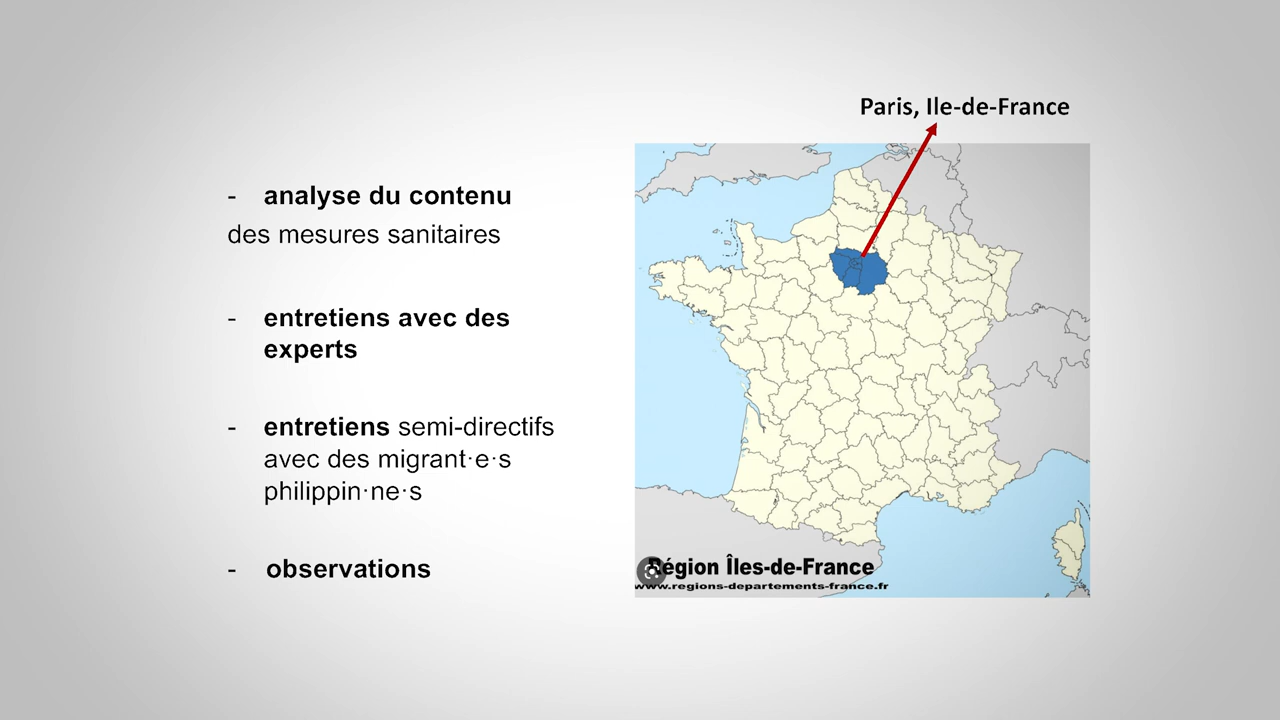 Paris, Ile-de-France
- analyse du contenu
des mesures sanitaires
- entretiens avec des
experts
- entretiens semi-directifs
avec des migrant·e·s
philippin·ne·s
- observations
Région Îles-de-France
www.regions-departements-france.fr